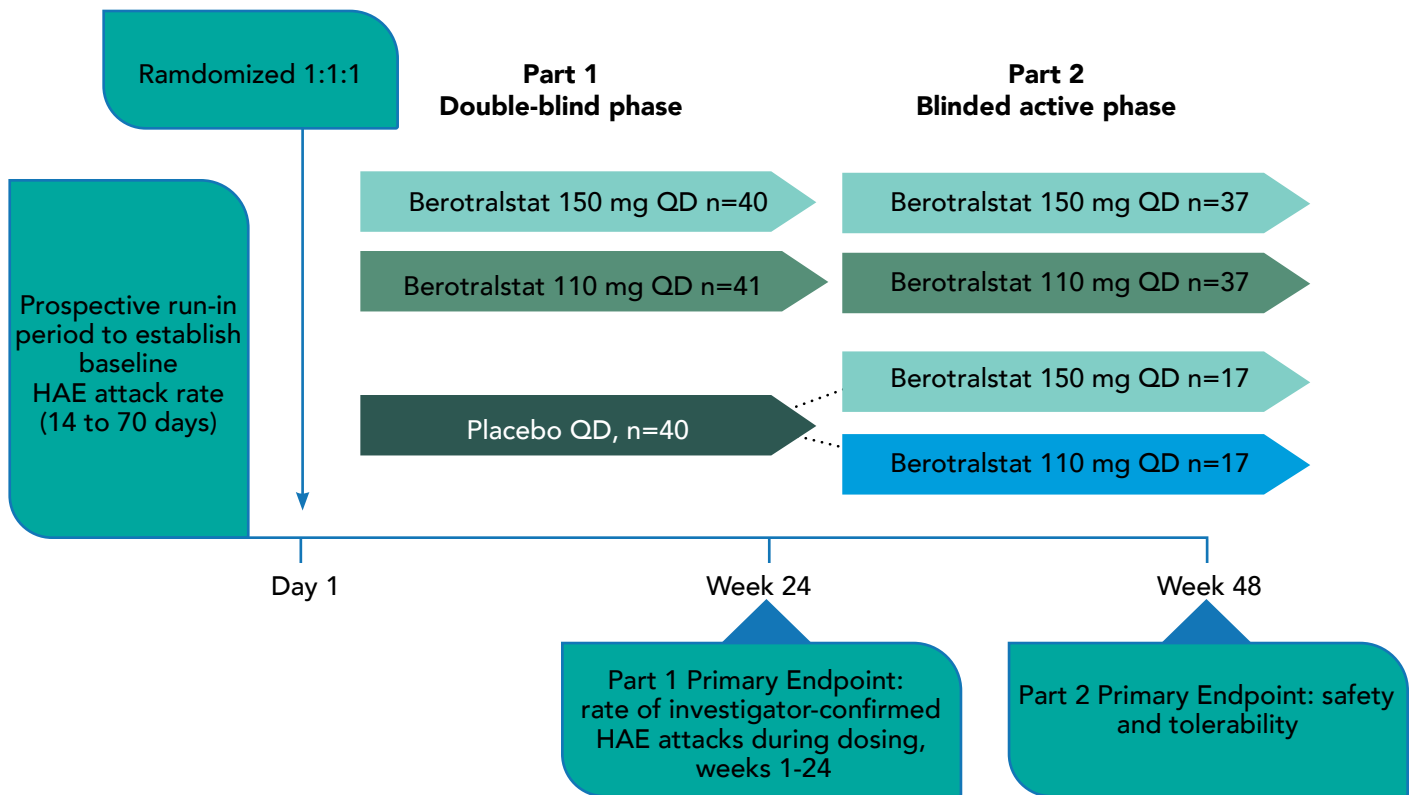 Ramdomized 1:1:1
Part 1
Double-blind phase
Part 2
Blinded active phase
Prospective run-in
period to establish
baseline
HAE attack rate
(14 to 70 days)
Berotralstat 150 mg QD n=40
Berotralstat 150 mg QD n=37
Berotralstat 110 mg QD n=41
Berotralstat 110 mg QD n=37
Placebo QD, n=40
Berotralstat 150 mg QD n=17
Berotralstat 110 mg QD n=17
Day 1
Week 24
Week 48
Part 1 Primary Endpoint:
rate of investigator-confirmed
HAE attacks during dosing,
weeks 1-24
Part 2 Primary Endpoint: safety
and tolerability